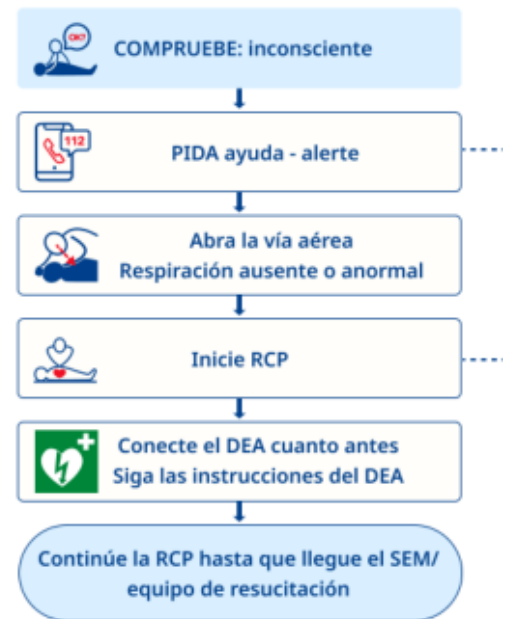 OK?
COMPRUEBE: inconsciente
112
PIDA ayuda - alerte
Abra la vía aérea
Respiración ausente o anormal
Inicie RCP
Conecte el DEA cuanto antes
Siga las instrucciones del DEA
Continúe la RCP hasta que llegue el SEM/
equipo de resucitación